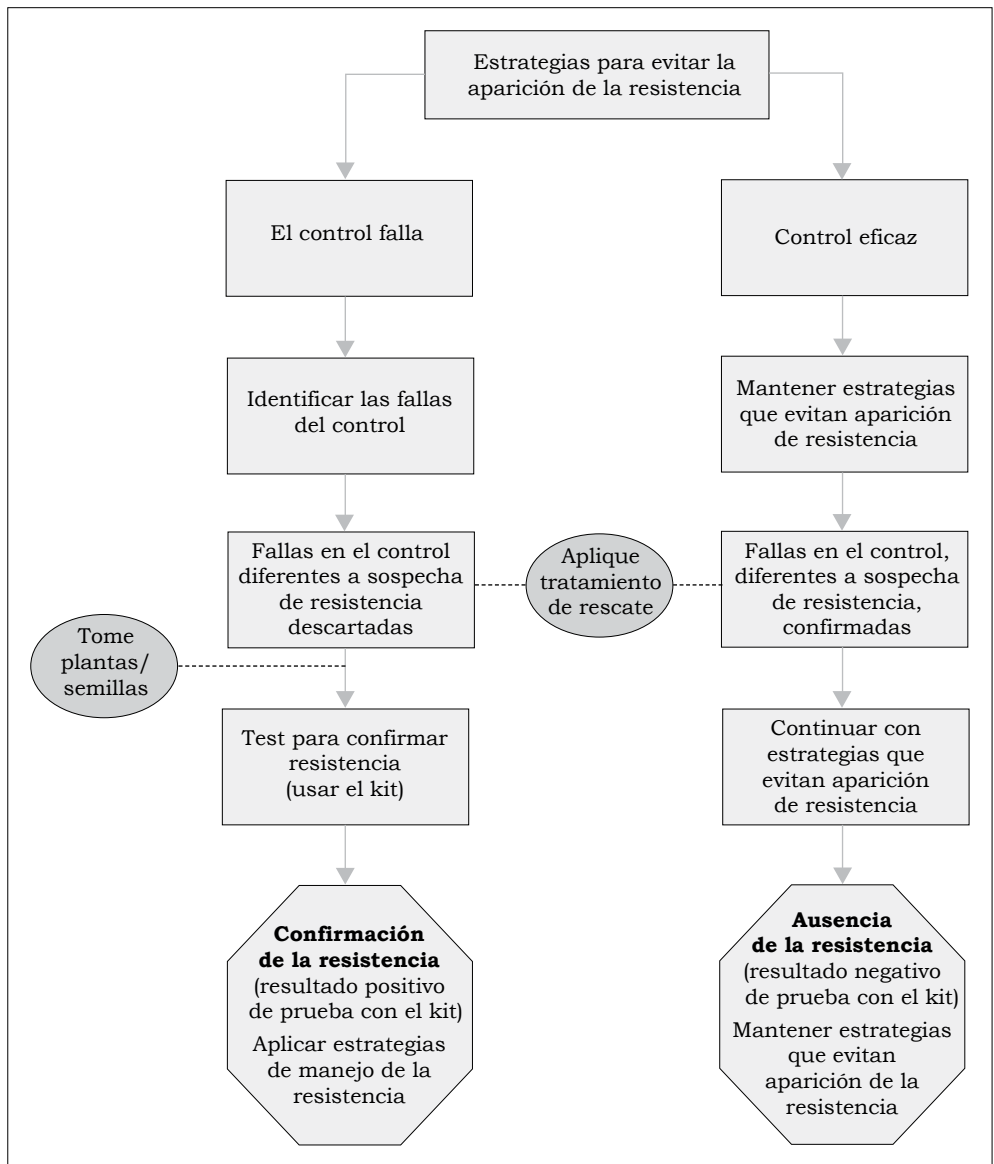 Estrategias para evitar la
aparición de la resistencia
El control falla
Control eficaz
Identificar las fallas
del control
Mantener estrategias
que evitan aparición
de resistencia
Fallas en el control
diferentes a sospecha
de resistencia
descartadas
Aplique
tratamiento
de rescate
Fallas en el control,
diferentes a sospecha
de resistencia,
confirmadas
Tome
plantas/
semillas
Test para confirmar
resistencia
(usar el kit)
Continuar con
estrategias que
evitan aparición
de resistencia
Confirmación
de la resistencia
(resultado positivo
de prueba con el kit)
Aplicar estrategias
de manejo de la
resistencia
Ausencia
de la resistencia
(resultado negativo
de prueba con el kit)
Mantener estrategias
que evitan
aparición de la
resistencia